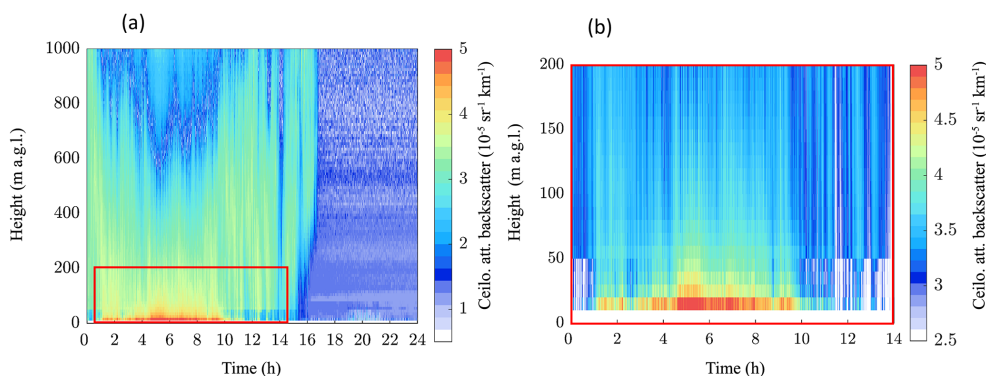 (a)
(b)
1000
800
600
400
200
0
Height (m a.g.l.)
0 2 4 6 8 10 12 14 16 18 20 22 24
Time (h)
5
4
3
2
1
Ceilo. att. backscatter (10⁻⁵ sr⁻¹ km⁻¹)
200
150
100
50
0
Height (m a.g.l.)
0 2 4 6 8 10 12 14
Time (h)
5
4.5
4
3.5
3
2.5
Ceilo. att. backscatter (10⁻⁵ sr⁻¹ km⁻¹)